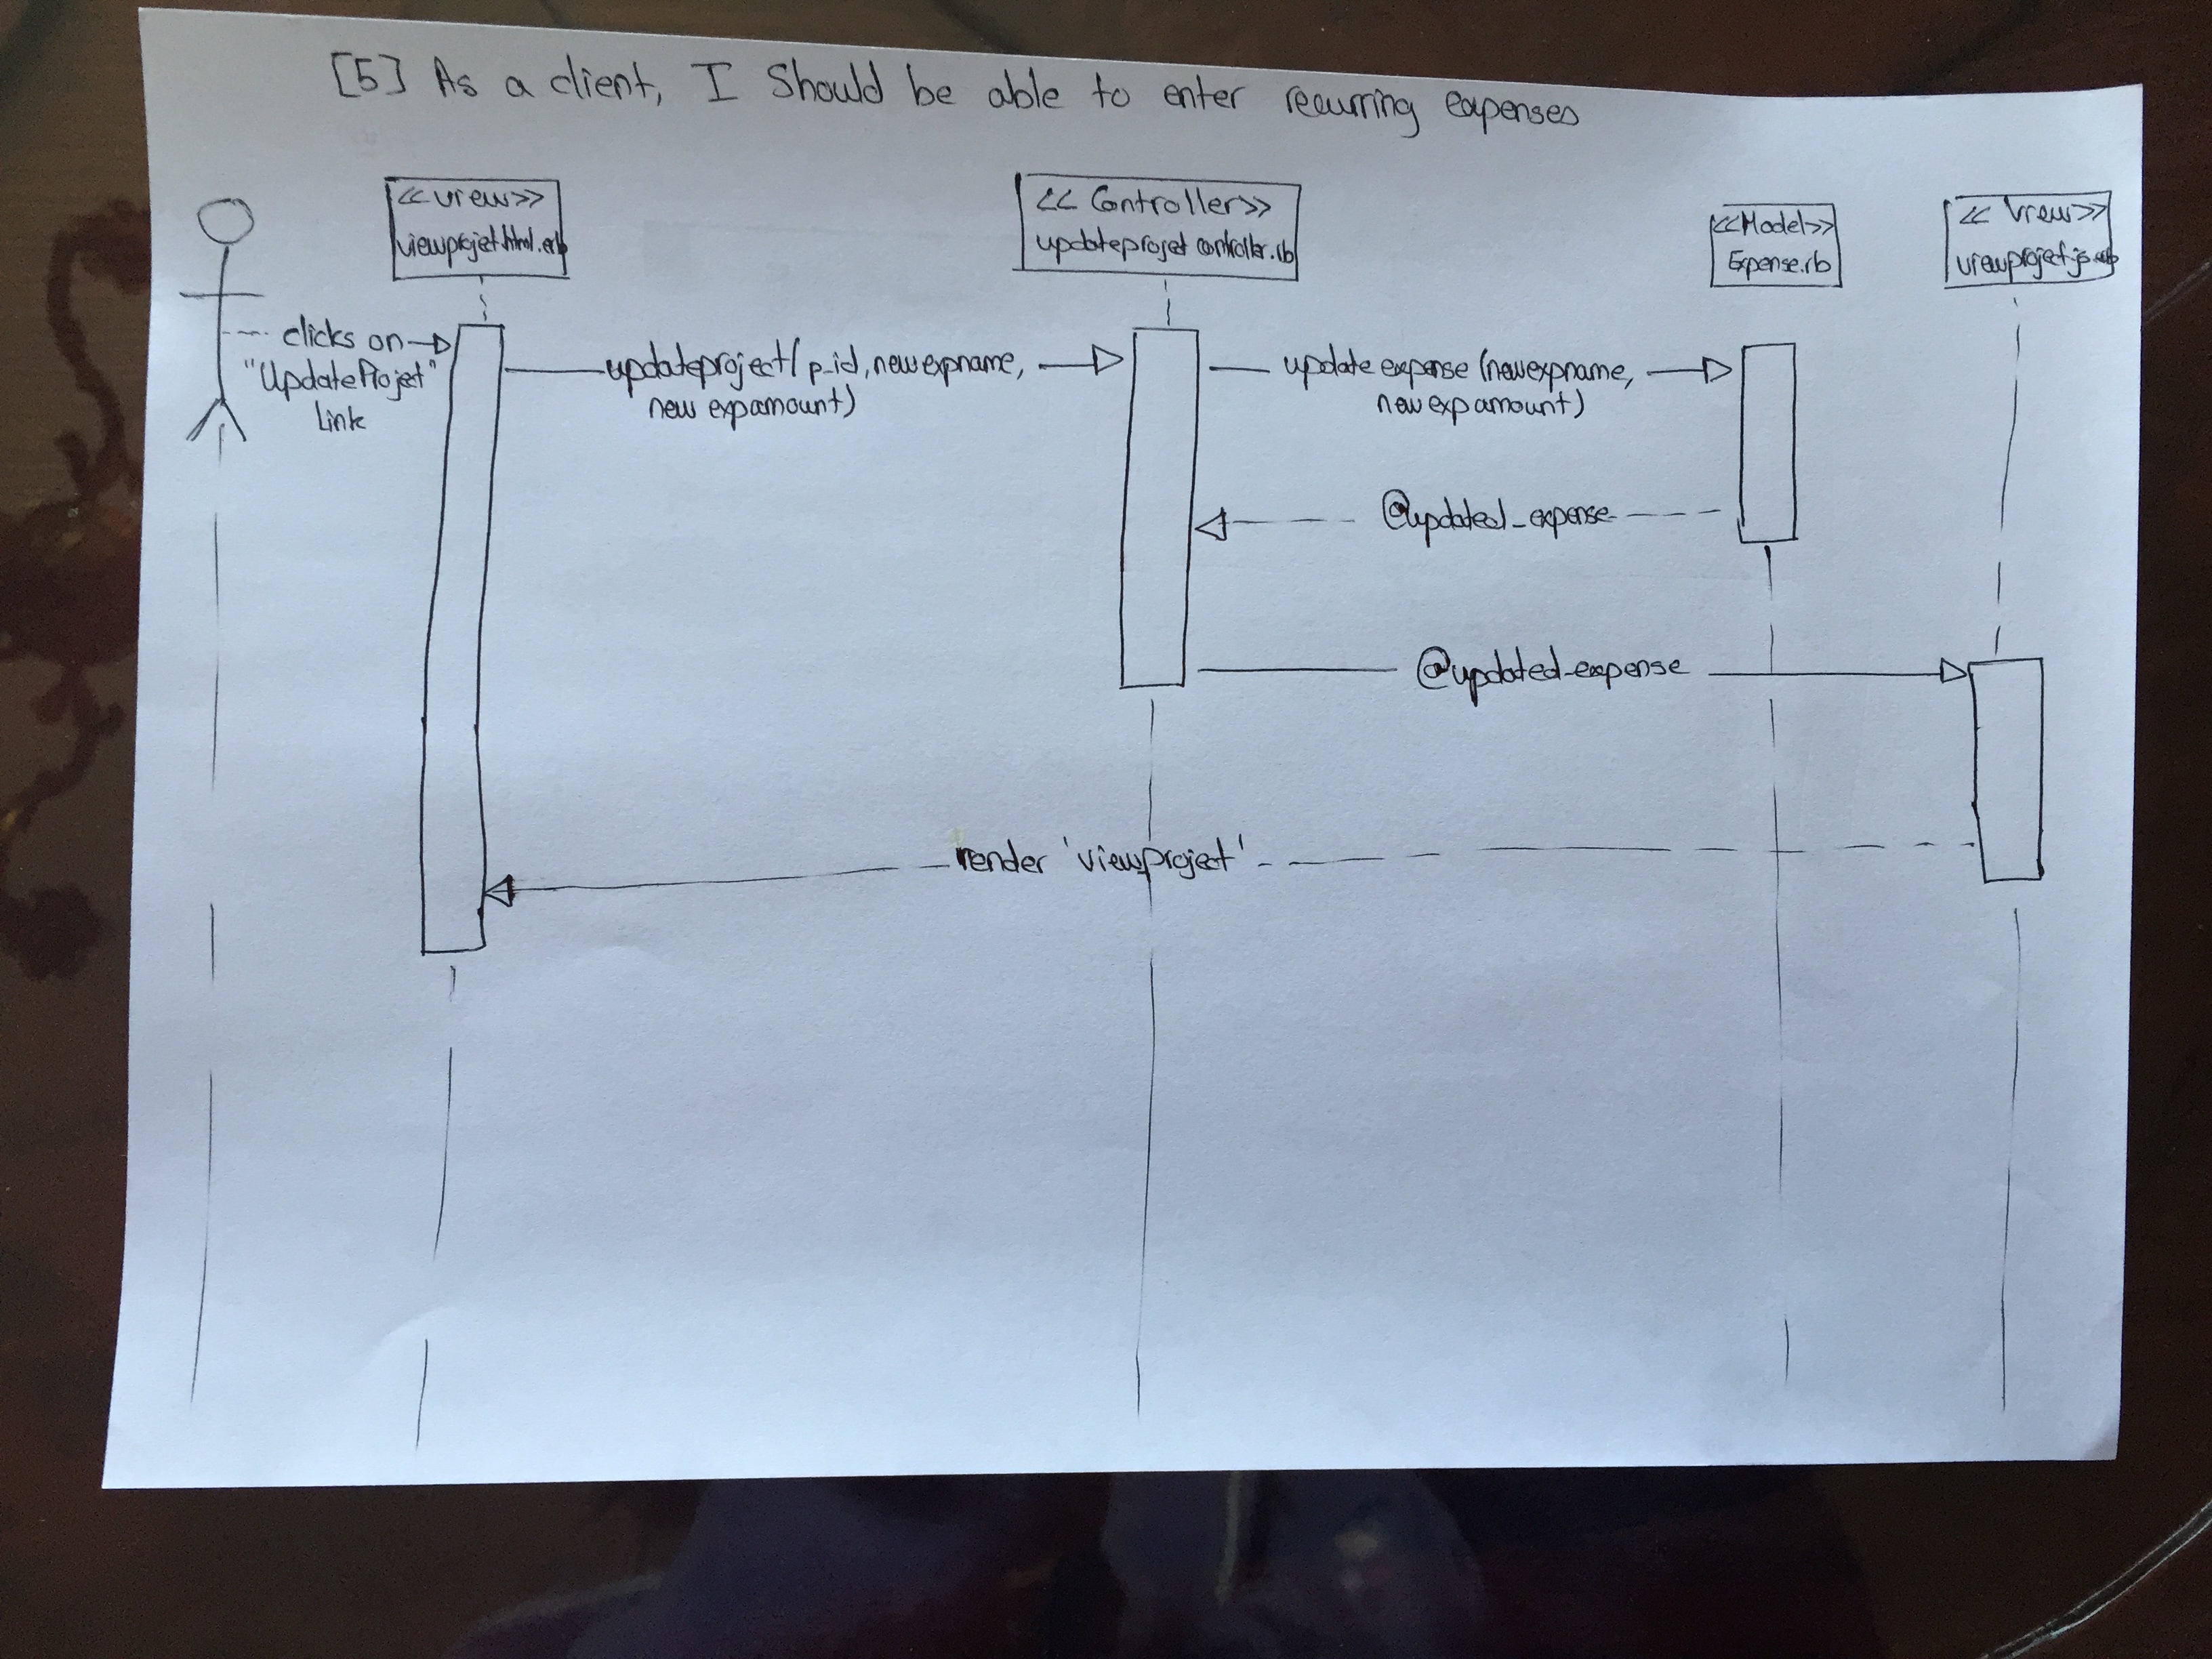 [5] As a client, I Should be able to enter recurring expenses
<<view>>
viewprojet.html.erb
<< Controller>>
updateprojet controller.rb
<<Model>>
Expense.rb
<< View>>
viewproject.js.erb
clicks on
"UpdateProjet"
link
updateproject( p_id, newexpname,
new expamount)
update expense (newexpname,
new expamount)
@updated_expense
@updated_expense
render 'viewproject'